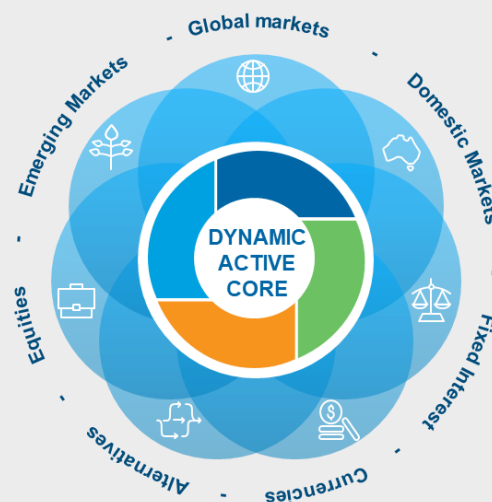 - Global markets -
Domestic Markets -
Fixed Interest -
Currencies -
Alternatives -
Equities -
Emerging Markets
DYNAMIC
ACTIVE
CORE
$